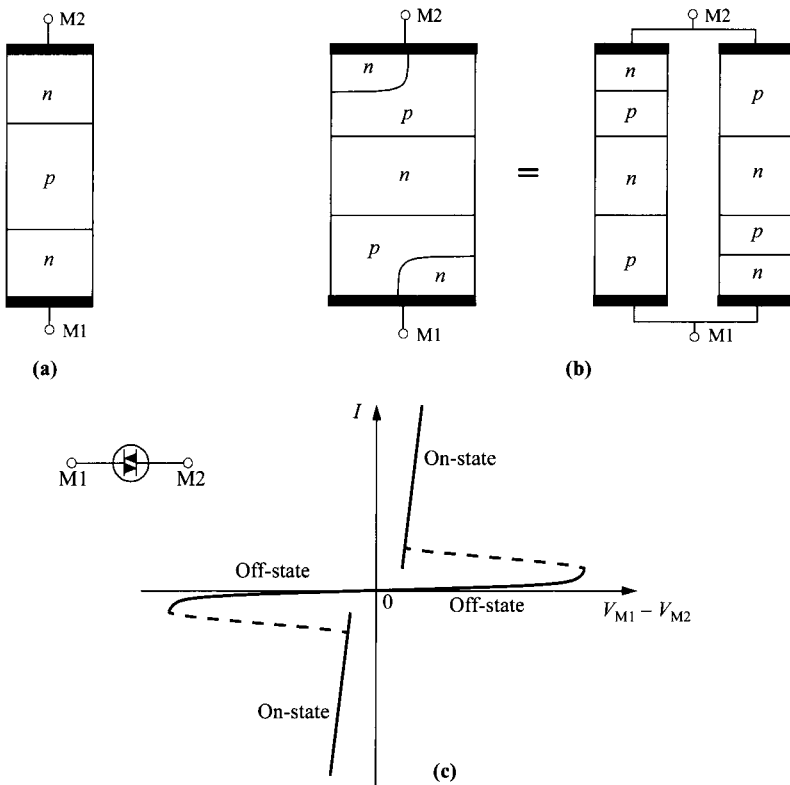 M2
n
p
n
M1
(a)
M2
n
p
n
p
n
M1
=
M2
n
p
n
p
p
n
p
n
M1
(b)
M1
M2
I
On-state
Off-state
0
Off-state
V_M1 – V_M2
On-state
(c)